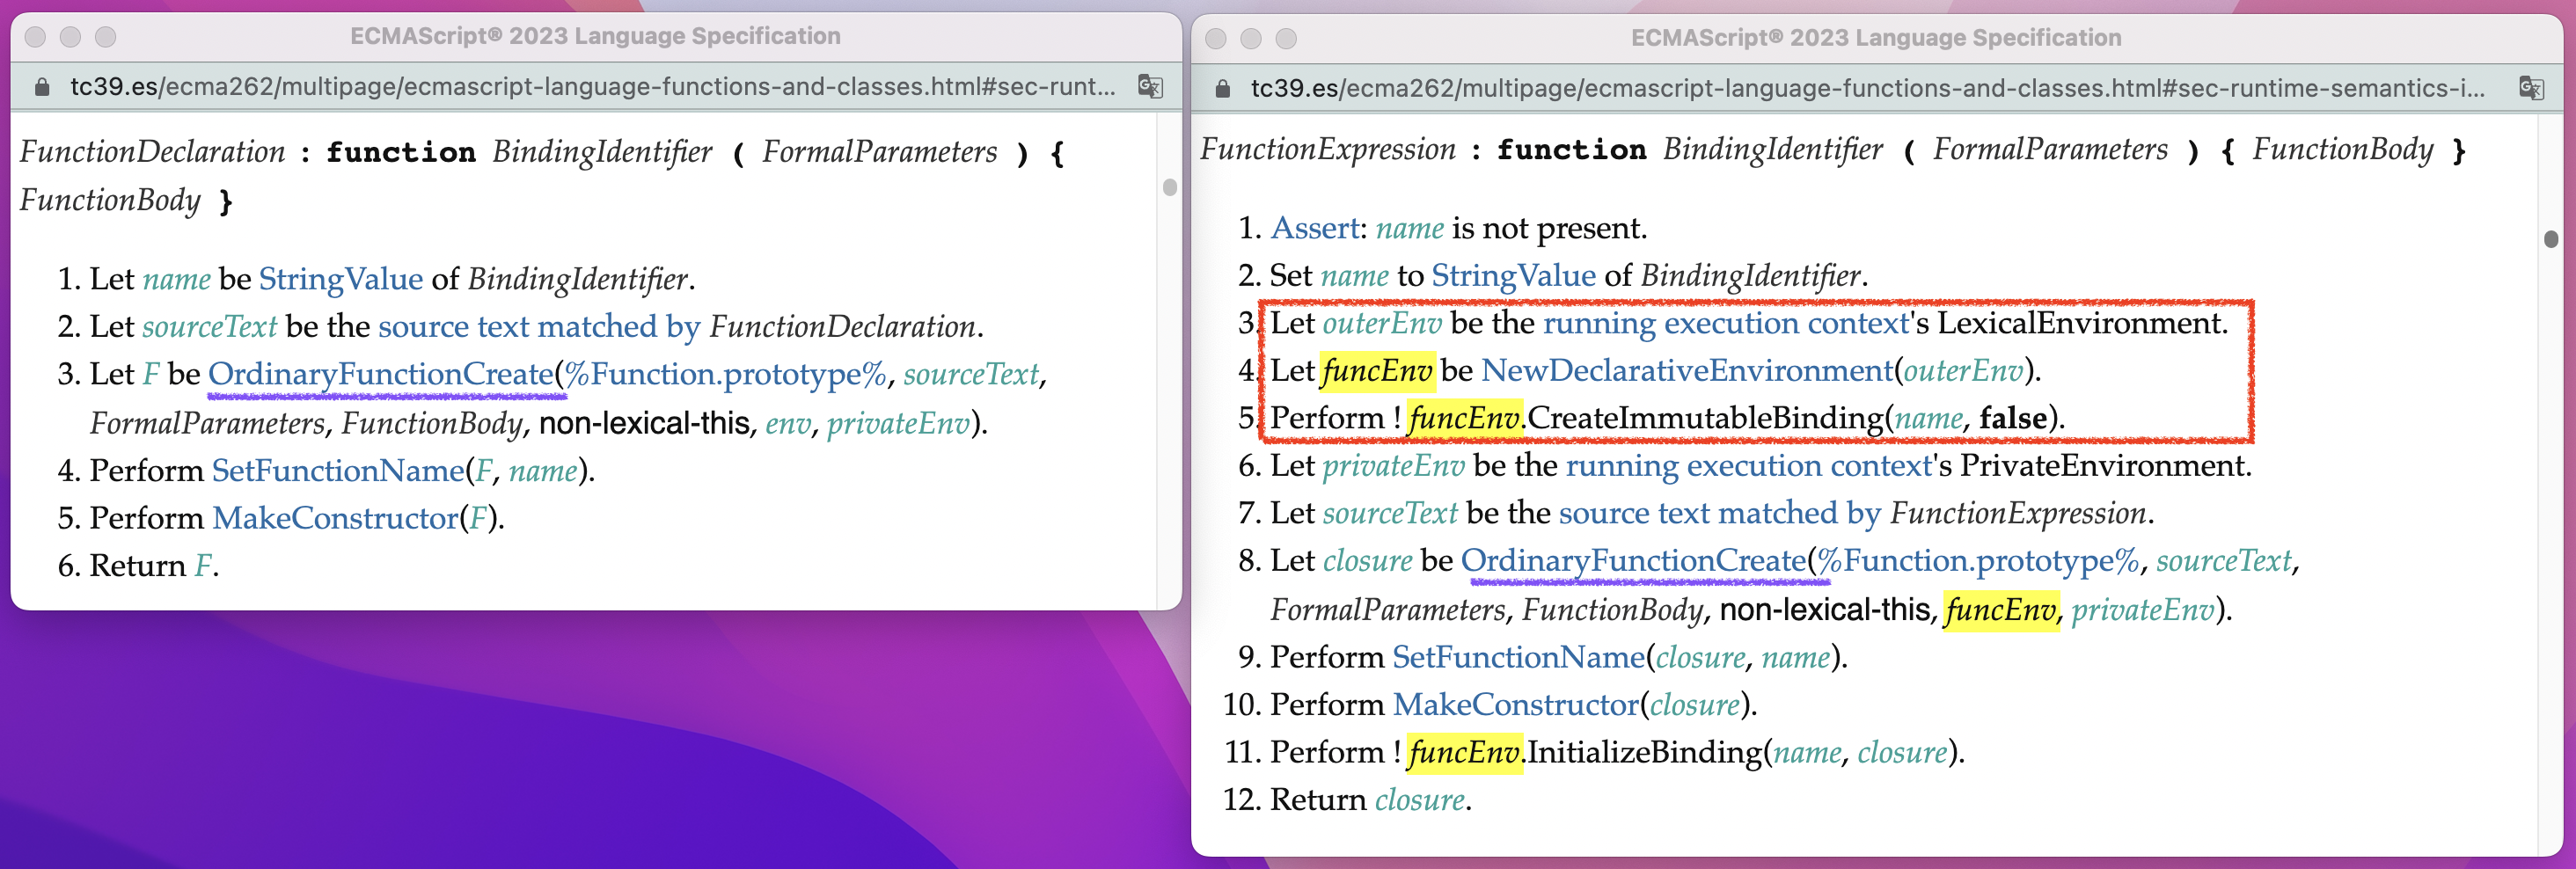 ECMAScript® 2023 Language Specification
tc39.es/ecma262/multipage/ecmascript-language-functions-and-classes.html#sec-runt...
FunctionDeclaration : function BindingIdentifier ( FormalParameters ) {
FunctionBody }
1. Let name be StringValue of BindingIdentifier.
2. Let sourceText be the source text matched by FunctionDeclaration.
3. Let F be OrdinaryFunctionCreate(%Function.prototype%, sourceText,
FormalParameters, FunctionBody, non-lexical-this, env, privateEnv).
4. Perform SetFunctionName(F, name).
5. Perform MakeConstructor(F).
6. Return F.
ECMAScript® 2023 Language Specification
tc39.es/ecma262/multipage/ecmascript-language-functions-and-classes.html#sec-runtime-semantics-i...
FunctionExpression : function BindingIdentifier ( FormalParameters ) { FunctionBody }
1. Assert: name is not present.
2. Set name to StringValue of BindingIdentifier.
3. Let outerEnv be the running execution context's LexicalEnvironment.
4. Let funcEnv be NewDeclarativeEnvironment(outerEnv).
5. Perform ! funcEnv.CreateImmutableBinding(name, false).
6. Let privateEnv be the running execution context's PrivateEnvironment.
7. Let sourceText be the source text matched by FunctionExpression.
8. Let closure be OrdinaryFunctionCreate(%Function.prototype%, sourceText,
FormalParameters, FunctionBody, non-lexical-this, funcEnv, privateEnv).
9. Perform SetFunctionName(closure, name).
10. Perform MakeConstructor(closure).
11. Perform ! funcEnv.InitializeBinding(name, closure).
12. Return closure.